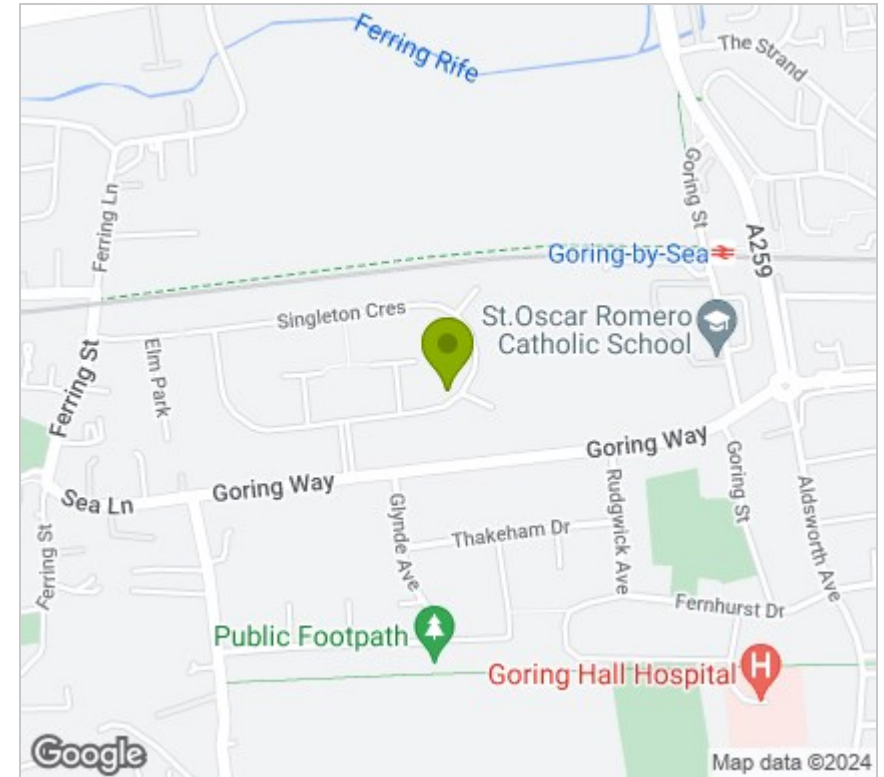 Ferring Rife
The Strand
Ferring Ln
Goring St
A259
Goring-by-Sea
Singleton Cres
St.Oscar Romero
Catholic School
Elm Park
Ferring St
Goring Way
Sea Ln
Goring Way
Goring St
Rudgwick Ave
Aldsworth Ave
Glynde Ave
Thakeham Dr
Ferring St
Fernhurst Dr
Public Footpath
Goring Hall Hospital
H
Google
Map data ©2024